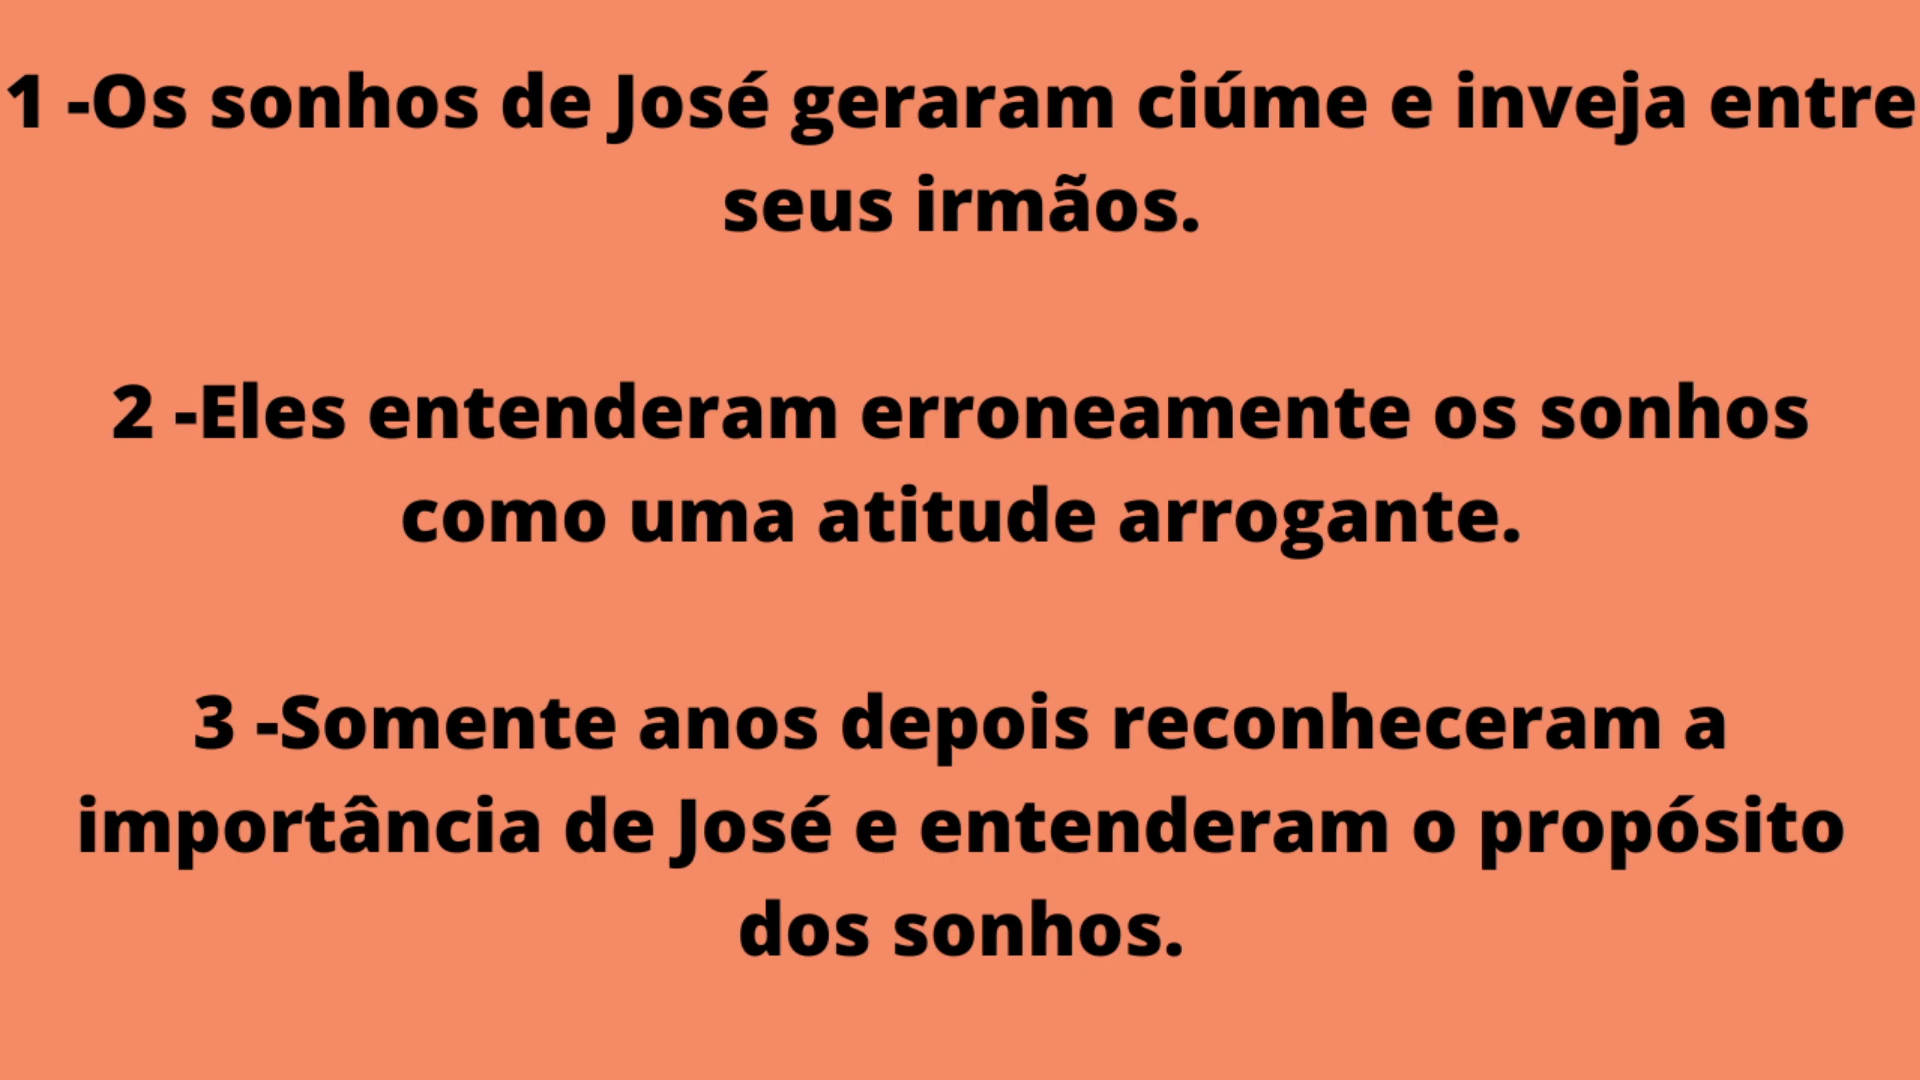 1 -Os sonhos de José geraram ciúme e inveja entre
seus irmãos.
2 -Eles entenderam erroneamente os sonhos
como uma atitude arrogante.
3 -Somente anos depois reconheceram a
importância de José e entenderam o propósito
dos sonhos.